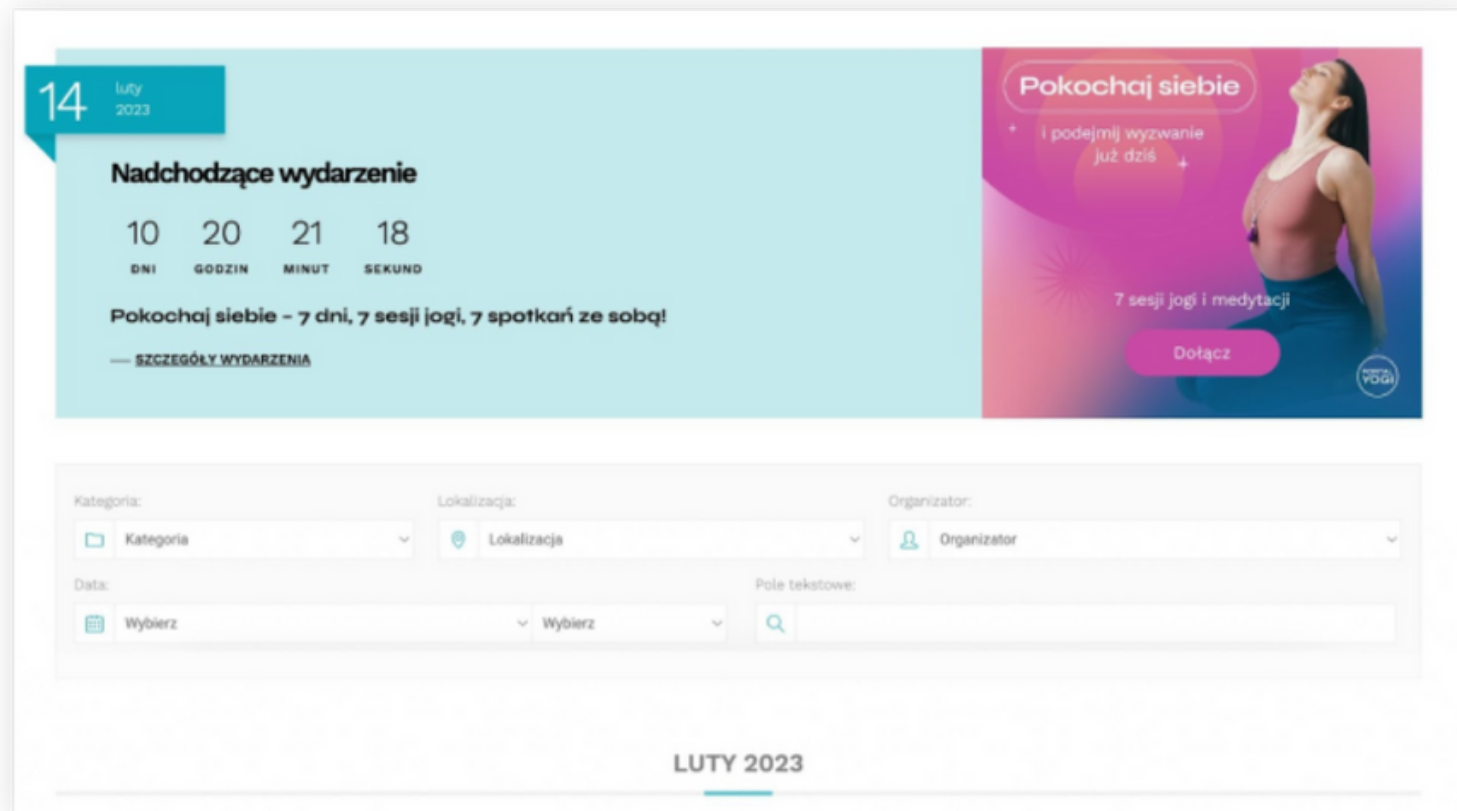 14
luty
2023
Nadchodzące wydarzenie
10 20 21 18
DNI GODZIN MINUT SEKUND
Pokochaj siebie – 7 dni, 7 sesji jogi, 7 spotkań ze sobą!
SZCZEGÓŁY WYDARZENIA
Pokochaj siebie
i podejmij wyzwanie
już dziś
7 sesji jogi i medytacji
Dołącz
PORTAL
YOGI
Kategoria: Lokalizacja: Organizator:
Kategoria Lokalizacja Organizator
Data: Pole tekstowe:
Wybierz Wybierz
LUTY 2023